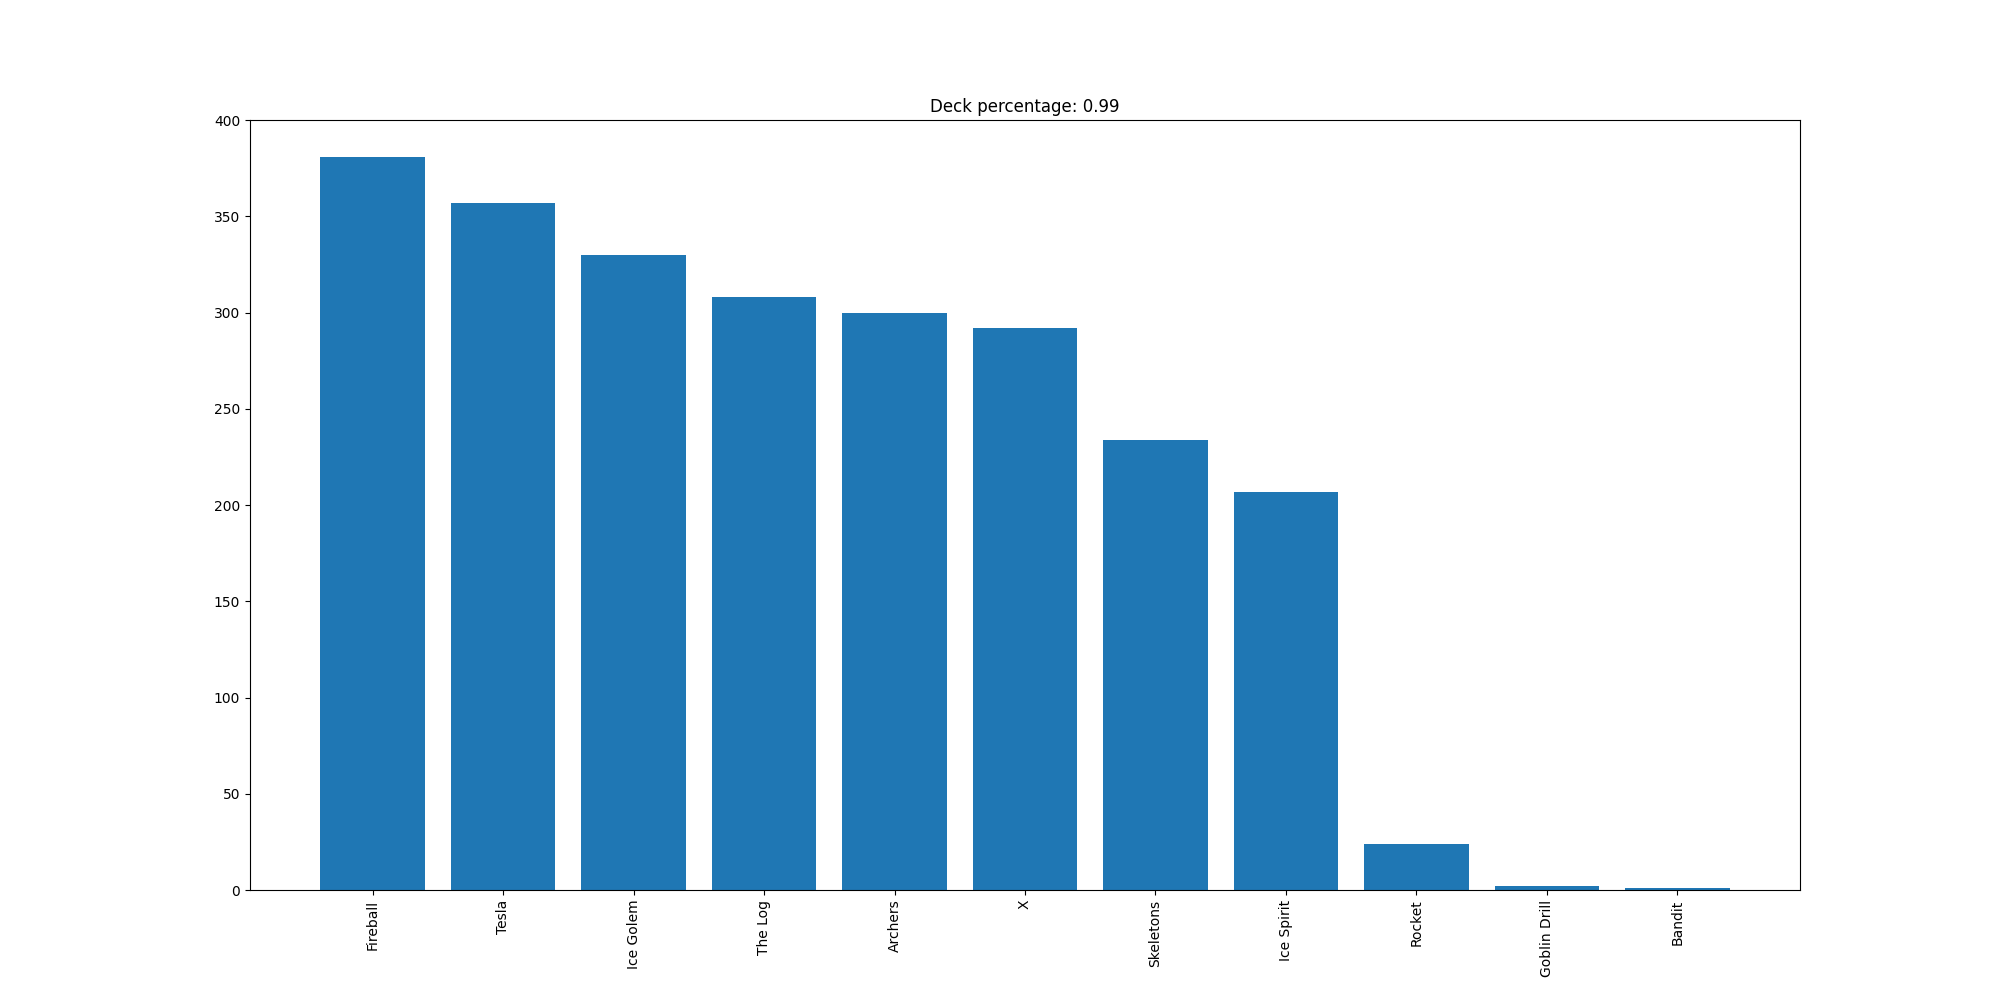 Deck percentage: 0.99
400
350
300
250
200
150
100
50
0
Fireball
Tesla
Ice Golem
The Log
Archers
X
Skeletons
Ice Spirit
Rocket
Goblin Drill
Bandit